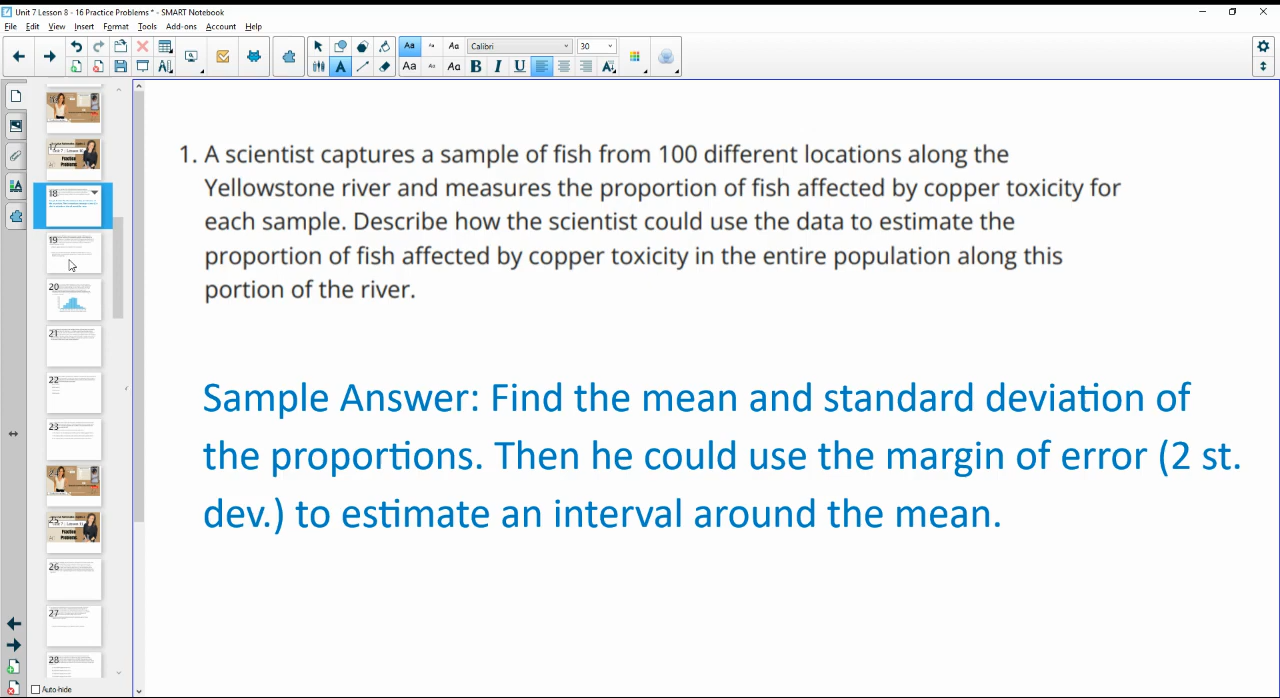 Unit 7 Lesson 8 - 16 Practice Problems * - SMART Notebook
File Edit View Insert Format Tools Add-ons Account Help
Calibri 30
1. A scientist captures a sample of fish from 100 different locations along the
Yellowstone river and measures the proportion of fish affected by copper toxicity for
each sample. Describe how the scientist could use the data to estimate the
proportion of fish affected by copper toxicity in the entire population along this
portion of the river.
Sample Answer: Find the mean and standard deviation of
the proportions. Then he could use the margin of error (2 st.
dev.) to estimate an interval around the mean.
18
19
20
21
22
23
26
27
28
Auto-hide